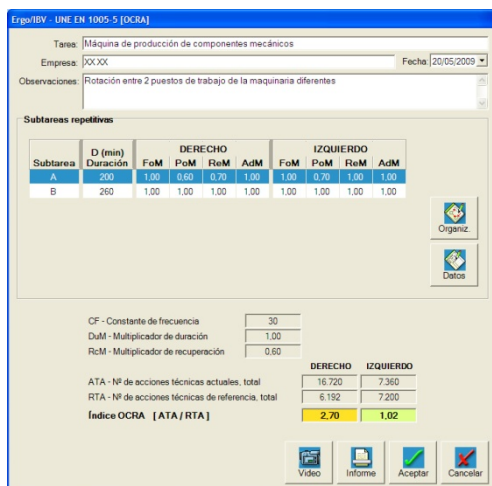 Ergo/IBV - UNE EN 1005-5 [OCRA]
Tarea: Máquina de producción de componentes mecánicos
Empresa: XX.XX Fecha: 20/05/2009
Observaciones: Rotación entre 2 puestos de trabajo de la maquinaria diferentes
Subtareas repetitivas
D (min) DERECHO IZQUIERDO
Subtarea Duración FoM PoM ReM AdM FoM PoM ReM AdM
A 200 1,00 0,60 0,70 1,00 1,00 0,70 1,00 1,00
B 260 1,00 1,00 1,00 1,00 1,00 1,00 1,00 1,00
Organiz.
Datos
CF - Constante de frecuencia 30
DuM - Multiplicador de duración 1,00
RcM - Multiplicador de recuperación 0,60
DERECHO IZQUIERDO
ATA - Nº de acciones técnicas actuales, total 16.720 7.360
RTA - Nº de acciones técnicas de referencia, total 6.192 7.200
Índice OCRA [ ATA / RTA ] 2,70 1,02
Vídeo Informe Aceptar Cancelar